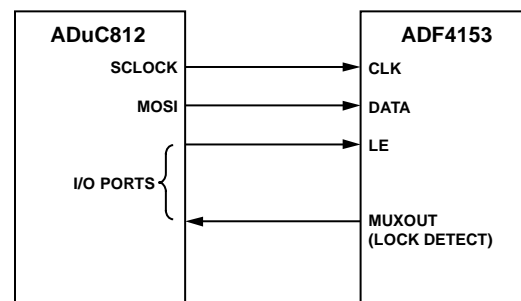 ADuC812
ADF4153
SCLOCK
CLK
MOSI
DATA
LE
I/O PORTS
MUXOUT
(LOCK DETECT)